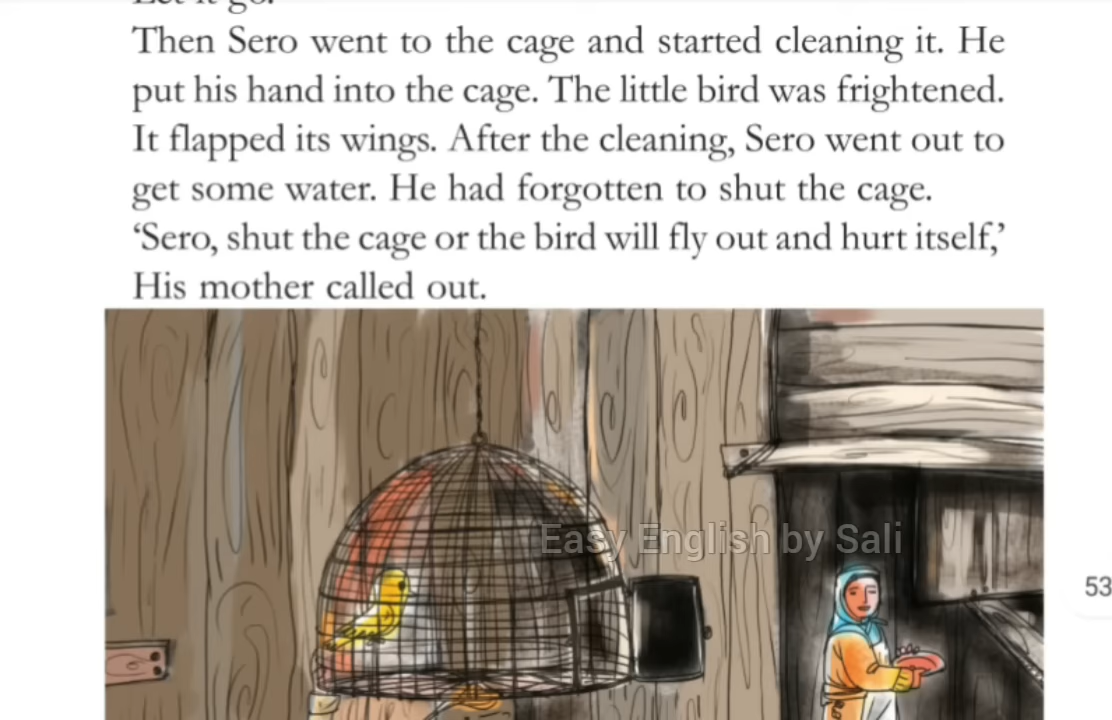 Let it go.
Then Sero went to the cage and started cleaning it. He
put his hand into the cage. The little bird was frightened.
It flapped its wings. After the cleaning, Sero went out to
get some water. He had forgotten to shut the cage.
‘Sero, shut the cage or the bird will fly out and hurt itself,’
His mother called out.
Easy English by Sali
53